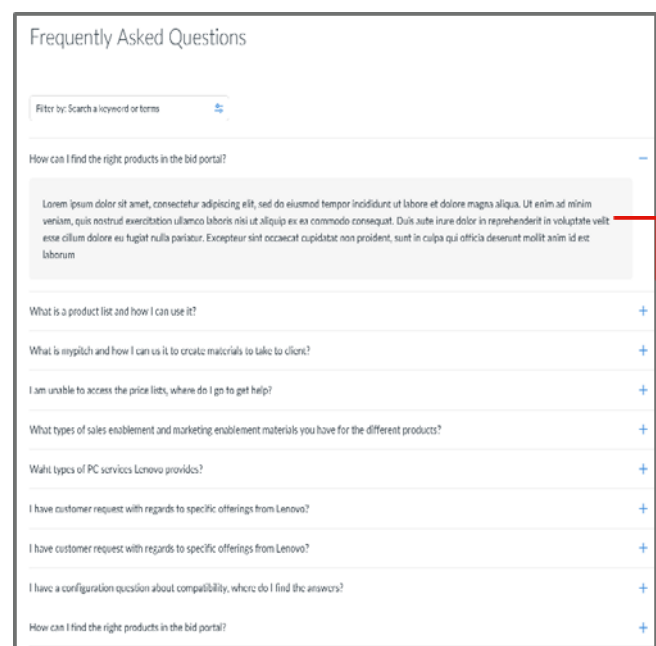 Frequently Asked Questions
Filter by: Search a keyword or terms
How can I find the right products in the bid portal?
Lorem ipsum dolor sit amet, consectetur adipiscing elit, sed do eiusmod tempor incididunt ut labore et dolore magna aliqua. Ut enim ad minim
veniam, quis nostrud exercitation ullamco laboris nisi ut aliquip ex ea commodo consequat. Duis aute irure dolor in reprehenderit in voluptate velit
esse cillum dolore eu fugiat nulla pariatur. Excepteur sint occaecat cupidatat non proident, sunt in culpa qui officia deserunt mollit anim id est
laborum
What is a product list and how I can use it?
What is mypitch and how I can us it to create materials to take to client?
I am unable to access the price lists, where do I go to get help?
What types of sales enablement and marketing enablement materials you have for the different products?
Waht types of PC services Lenovo provides?
I have customer request with regards to specific offerings from Lenovo?
I have customer request with regards to specific offerings from Lenovo?
I have a configuration question about compatibility, where do I find the answers?
How can I find the right products in the bid portal?